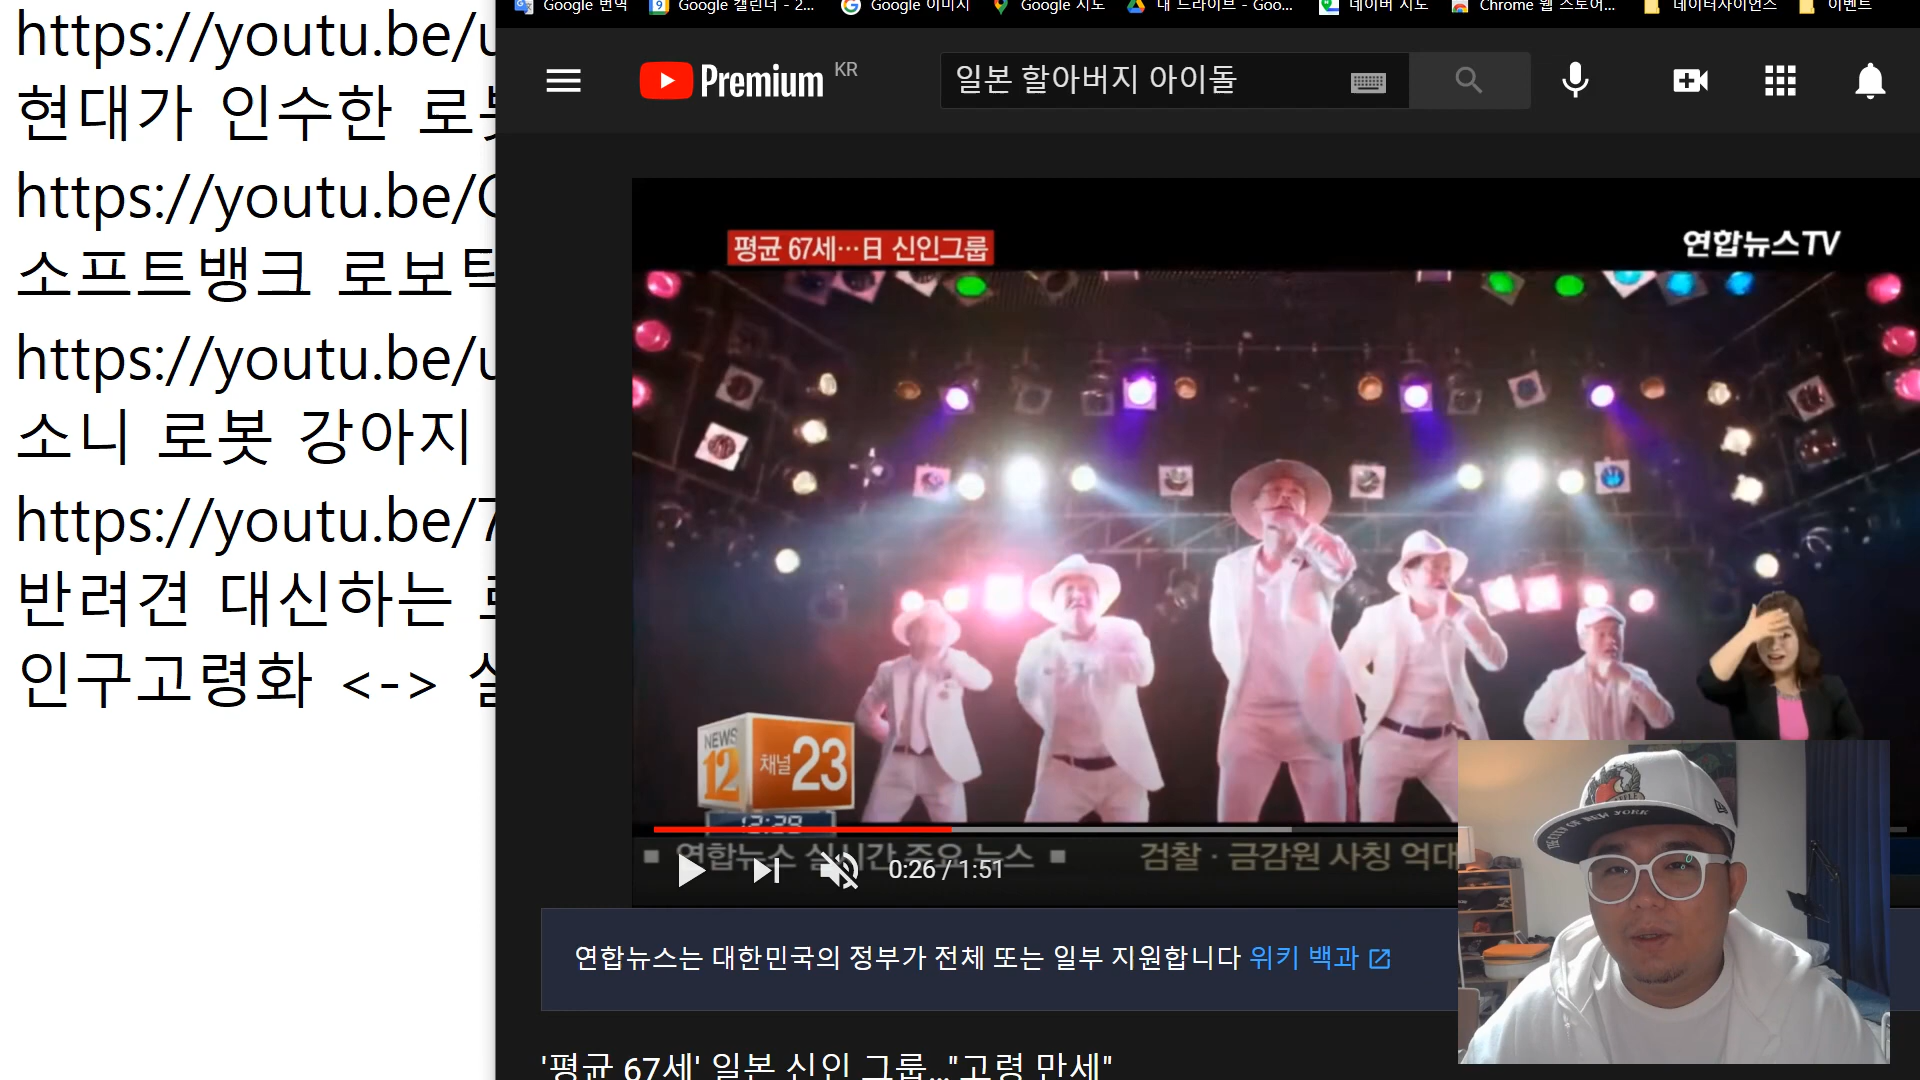 https://youtu.be/
현대가 인수한
https://youtu.be/
소프트뱅크
https://youtu.be/
소니 로봇 강아지
https://youtu.be/7
반려견 대신하는
인구고령화 <->
Google 번역
Google 캘린더 - 2...
Google 이미지
Google 지도
내 드라이브 - Goo...
네이버 지도
Chrome 웹 스토어...
데이터사이언스
이벤트
Premium KR
일본 할아버지 아이돌
평균 67세…日 신인그룹
연합뉴스TV
NEWS 12
채널 23
12:29
■ 연합뉴스 실시간 주요 뉴스 ■ 검찰·금감원 사칭 억대
0:26 / 1:51
연합뉴스는 대한민국의 정부가 전체 또는 일부 지원합니다 위키 백과
'평균 67세' 일본 신인 그룹..."고령 만세"